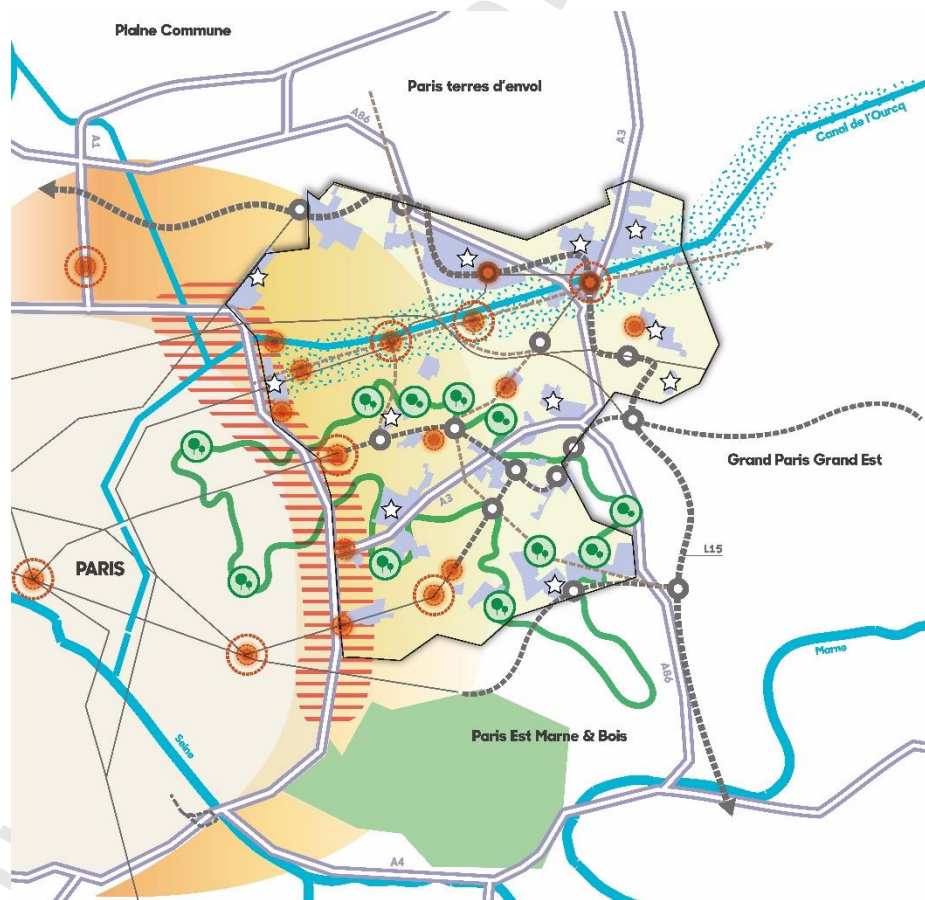 Plaine Commune
Paris terres d'envol
A86
A3
Canal de l'Ourcq
A1
A3
Grand Paris Grand Est
L15
PARIS
Marne
A86
Paris Est Marne & Bois
Seine
A4